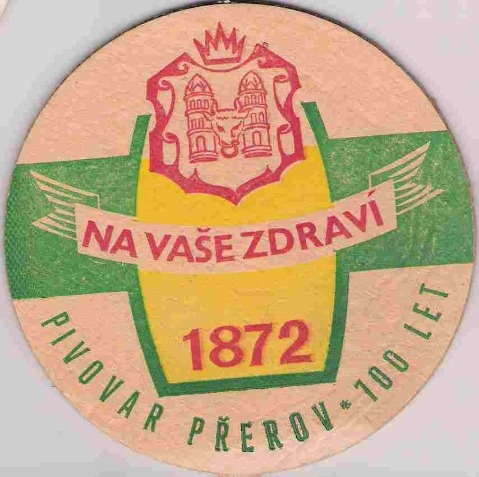 NA VAŠE ZDRAVÍ
1872
PIVOVAR PŘEROV * 100 LET